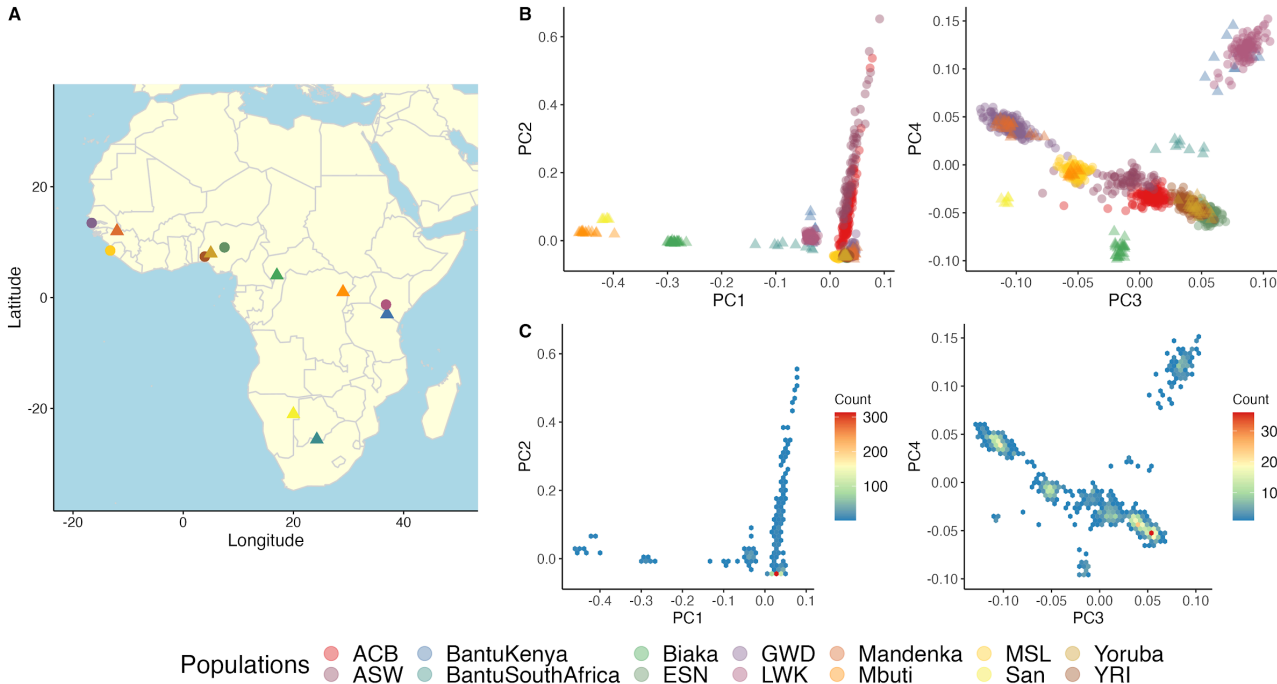 A
20
0
-20
Latitude
-20
0
20
40
Longitude
B
0.6
0.4
0.2
0.0
PC2
-0.4
-0.3
-0.2
-0.1
0.0
0.1
PC1
0.15
0.10
0.05
0.00
-0.05
-0.10
PC4
-0.10
-0.05
0.00
0.05
0.10
PC3
C
0.6
0.4
0.2
0.0
PC2
-0.4
-0.3
-0.2
-0.1
0.0
0.1
PC1
Count
300
200
100
0.15
0.10
0.05
0.00
-0.05
-0.10
PC4
-0.10
-0.05
0.00
0.05
0.10
PC3
Count
30
20
10
Populations
ACB
BantuKenya
Biaka
GWD
Mandenka
MSL
Yoruba
ASW
BantuSouthAfrica
ESN
LWK
Mbuti
San
YRI